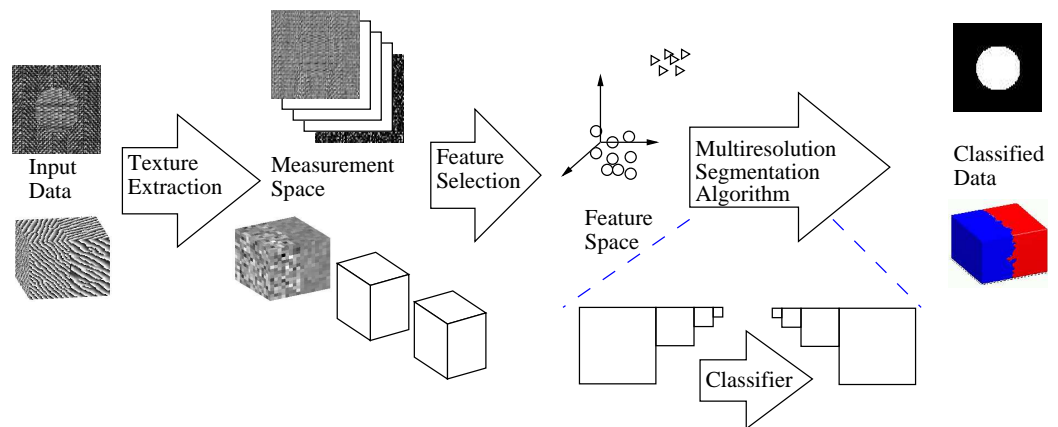 Input
Data
Texture
Extraction
Measurement
Space
Feature
Selection
Feature
Space
Multiresolution
Segmentation
Algorithm
Classifier
Classified
Data